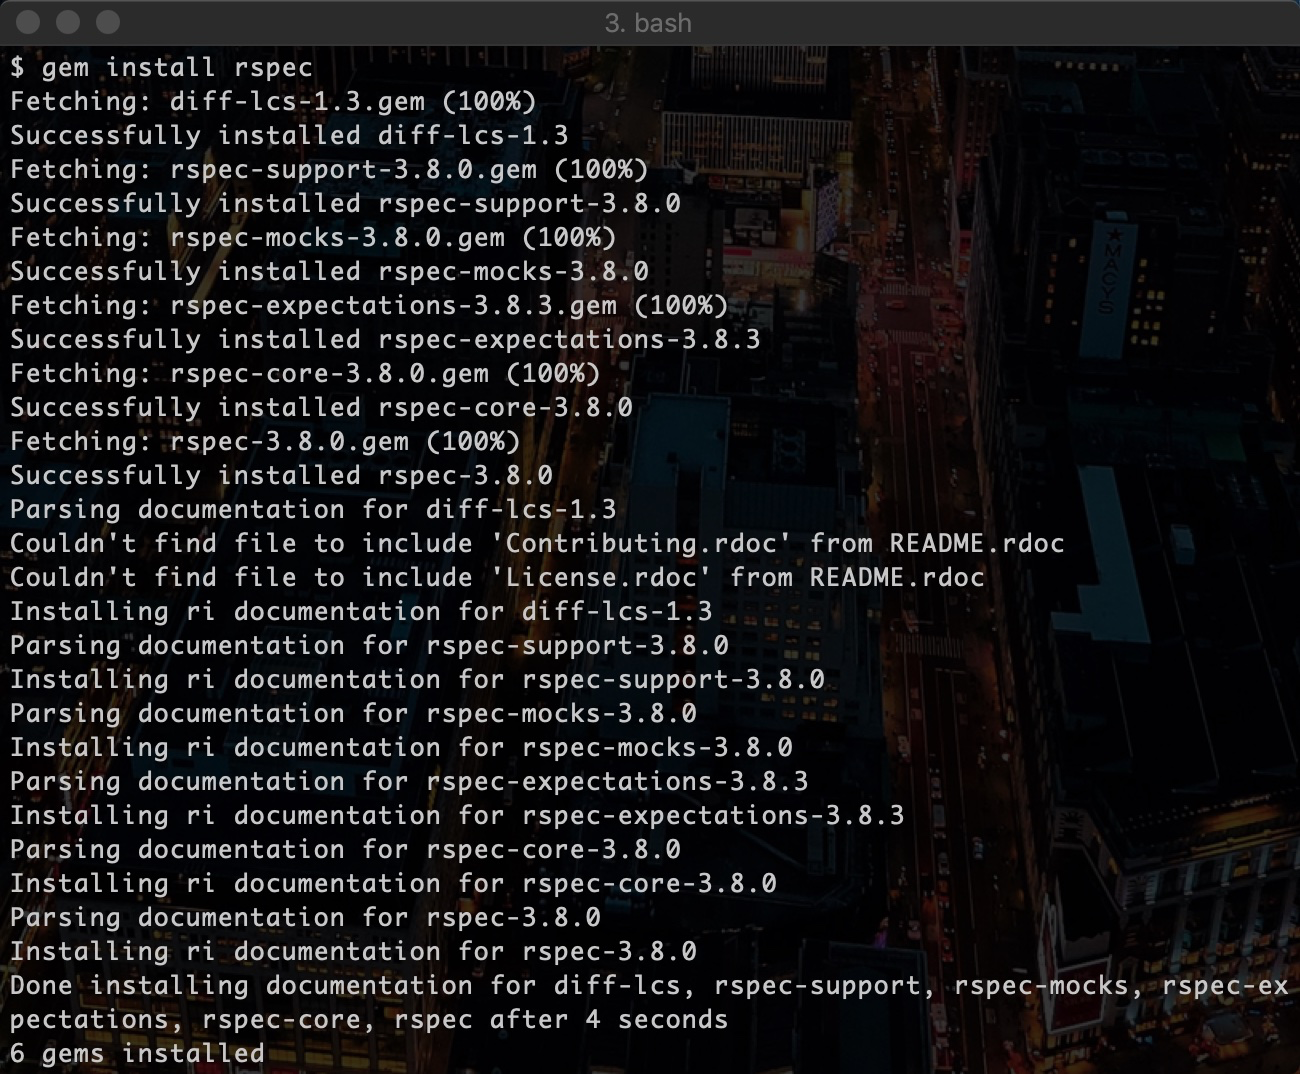 3. bash
$ gem install rspec
Fetching: diff-lcs-1.3.gem (100%)
Successfully installed diff-lcs-1.3
Fetching: rspec-support-3.8.0.gem (100%)
Successfully installed rspec-support-3.8.0
Fetching: rspec-mocks-3.8.0.gem (100%)
Successfully installed rspec-mocks-3.8.0
Fetching: rspec-expectations-3.8.3.gem (100%)
Successfully installed rspec-expectations-3.8.3
Fetching: rspec-core-3.8.0.gem (100%)
Successfully installed rspec-core-3.8.0
Fetching: rspec-3.8.0.gem (100%)
Successfully installed rspec-3.8.0
Parsing documentation for diff-lcs-1.3
Couldn't find file to include 'Contributing.rdoc' from README.rdoc
Couldn't find file to include 'License.rdoc' from README.rdoc
Installing ri documentation for diff-lcs-1.3
Parsing documentation for rspec-support-3.8.0
Installing ri documentation for rspec-support-3.8.0
Parsing documentation for rspec-mocks-3.8.0
Installing ri documentation for rspec-mocks-3.8.0
Parsing documentation for rspec-expectations-3.8.3
Installing ri documentation for rspec-expectations-3.8.3
Parsing documentation for rspec-core-3.8.0
Installing ri documentation for rspec-core-3.8.0
Parsing documentation for rspec-3.8.0
Installing ri documentation for rspec-3.8.0
Done installing documentation for diff-lcs, rspec-support, rspec-mocks, rspec-ex
pectations, rspec-core, rspec after 4 seconds
6 gems installed
★MACYS